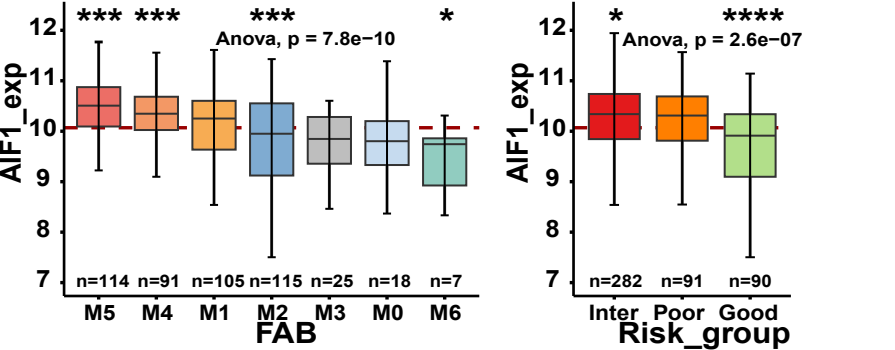 *** *** *** *
Anova, p = 7.8e−10
AIF1_exp
12
11
10
9
8
7
n=114 n=91 n=105 n=115 n=25 n=18 n=7
M5 M4 M1 M2 M3 M0 M6
FAB
* ****
Anova, p = 2.6e−07
AIF1_exp
12
11
10
9
8
7
n=282 n=91 n=90
Inter Poor Good
Risk_group